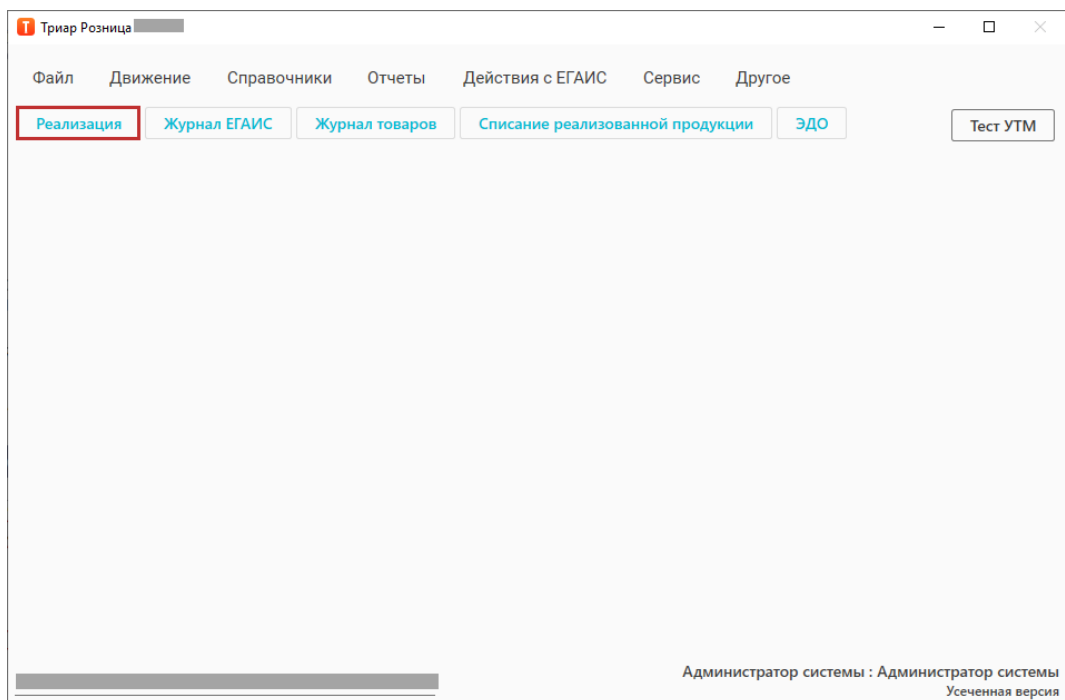 Триар Розница
Файл Движение Справочники Отчеты Действия с ЕГАИС Сервис Другое
Реализация Журнал ЕГАИС Журнал товаров Списание реализованной продукции ЭДО Тест УТМ
Администратор системы : Администратор системы
Усеченная версия